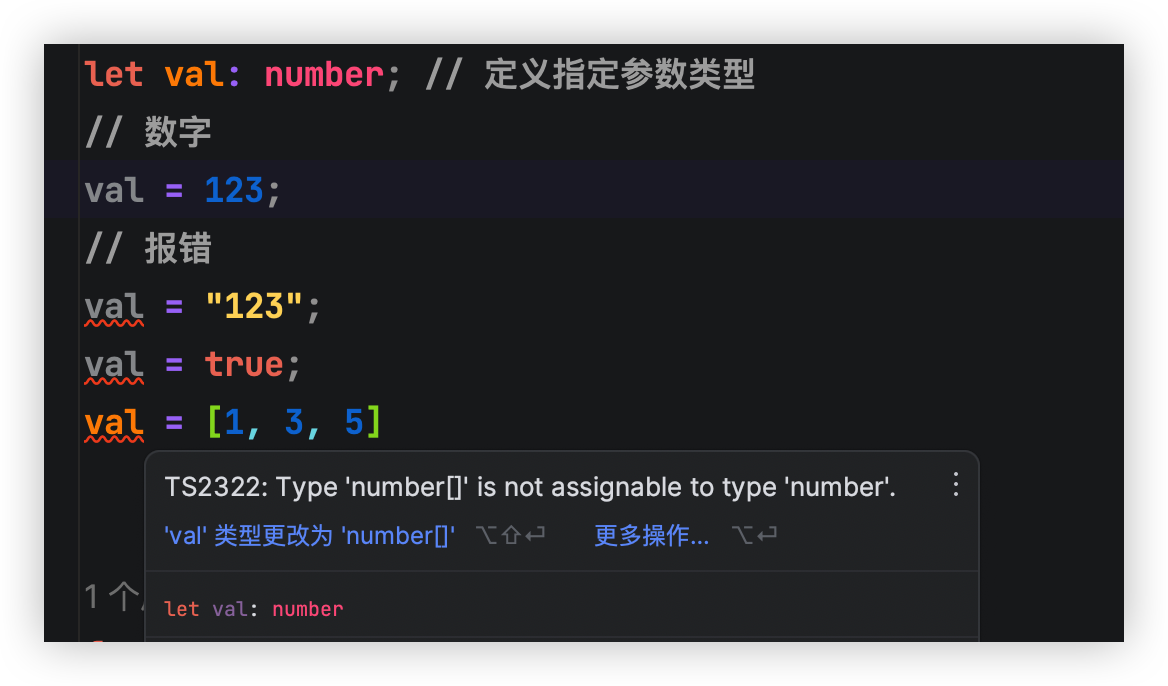 let val: number; // 定义指定参数类型
// 数字
val = 123;
// 报错
val = "123";
val = true;
val = [1, 3, 5]
TS2322: Type 'number[]' is not assignable to type 'number'.
'val' 类型更改为 'number[]' ⌥⇧⏎ 更多操作... ⌥⏎
1 个
let val: number